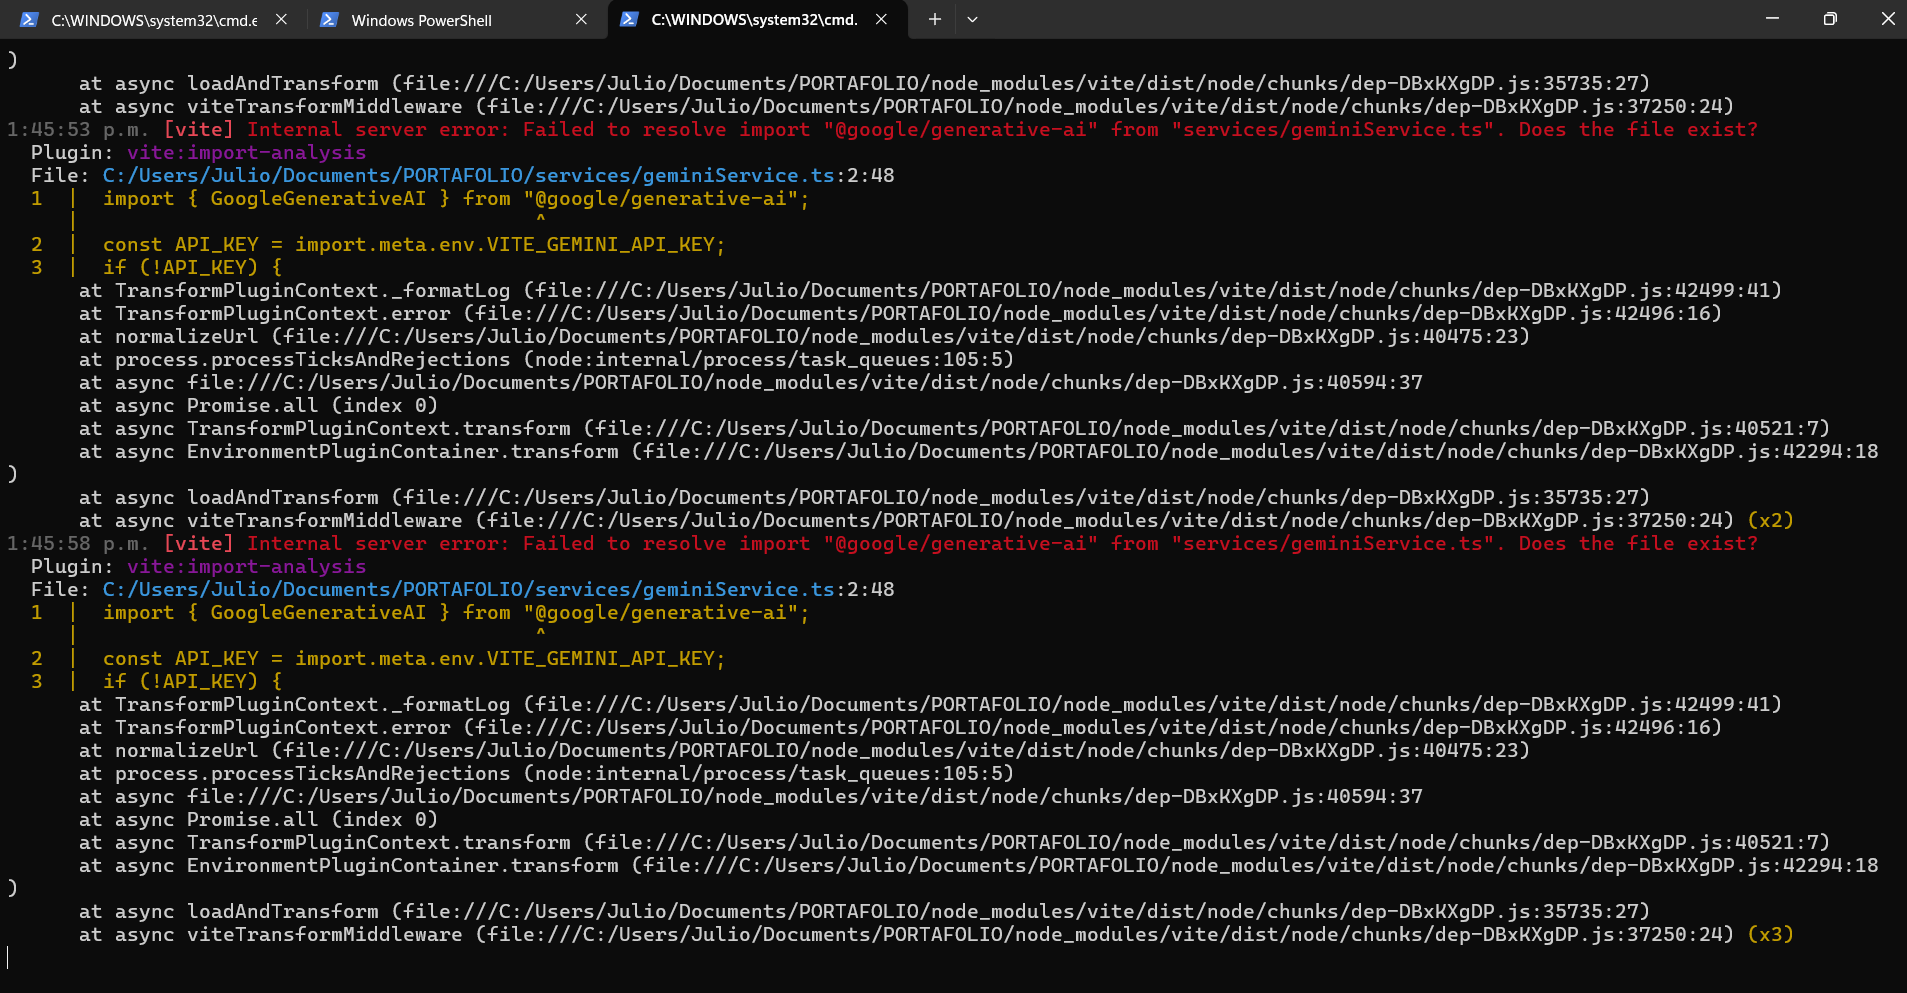 C:\WINDOWS\system32\cmd.e
Windows PowerShell
C:\WINDOWS\system32\cmd.
)
at async loadAndTransform (file:///C:/Users/Julio/Documents/PORTAFOLIO/node_modules/vite/dist/node/chunks/dep-DBxKXgDP.js:35735:27)
at async viteTransformMiddleware (file:///C:/Users/Julio/Documents/PORTAFOLIO/node_modules/vite/dist/node/chunks/dep-DBxKXgDP.js:37250:24)
1:45:53 p.m. [vite] Internal server error: Failed to resolve import "@google/generative-ai" from "services/geminiService.ts". Does the file exist?
Plugin: vite:import-analysis
File: C:/Users/Julio/Documents/PORTAFOLIO/services/geminiService.ts:2:48
1  |  import { GoogleGenerativeAI } from "@google/generative-ai";
|                                      ^
2  |  const API_KEY = import.meta.env.VITE_GEMINI_API_KEY;
3  |  if (!API_KEY) {
at TransformPluginContext._formatLog (file:///C:/Users/Julio/Documents/PORTAFOLIO/node_modules/vite/dist/node/chunks/dep-DBxKXgDP.js:42499:41)
at TransformPluginContext.error (file:///C:/Users/Julio/Documents/PORTAFOLIO/node_modules/vite/dist/node/chunks/dep-DBxKXgDP.js:42496:16)
at normalizeUrl (file:///C:/Users/Julio/Documents/PORTAFOLIO/node_modules/vite/dist/node/chunks/dep-DBxKXgDP.js:40475:23)
at process.processTicksAndRejections (node:internal/process/task_queues:105:5)
at async file:///C:/Users/Julio/Documents/PORTAFOLIO/node_modules/vite/dist/node/chunks/dep-DBxKXgDP.js:40594:37
at async Promise.all (index 0)
at async TransformPluginContext.transform (file:///C:/Users/Julio/Documents/PORTAFOLIO/node_modules/vite/dist/node/chunks/dep-DBxKXgDP.js:40521:7)
at async EnvironmentPluginContainer.transform (file:///C:/Users/Julio/Documents/PORTAFOLIO/node_modules/vite/dist/node/chunks/dep-DBxKXgDP.js:42294:18
)
at async loadAndTransform (file:///C:/Users/Julio/Documents/PORTAFOLIO/node_modules/vite/dist/node/chunks/dep-DBxKXgDP.js:35735:27)
at async viteTransformMiddleware (file:///C:/Users/Julio/Documents/PORTAFOLIO/node_modules/vite/dist/node/chunks/dep-DBxKXgDP.js:37250:24) (x2)
1:45:58 p.m. [vite] Internal server error: Failed to resolve import "@google/generative-ai" from "services/geminiService.ts". Does the file exist?
Plugin: vite:import-analysis
File: C:/Users/Julio/Documents/PORTAFOLIO/services/geminiService.ts:2:48
1  |  import { GoogleGenerativeAI } from "@google/generative-ai";
|                                      ^
2  |  const API_KEY = import.meta.env.VITE_GEMINI_API_KEY;
3  |  if (!API_KEY) {
at TransformPluginContext._formatLog (file:///C:/Users/Julio/Documents/PORTAFOLIO/node_modules/vite/dist/node/chunks/dep-DBxKXgDP.js:42499:41)
at TransformPluginContext.error (file:///C:/Users/Julio/Documents/PORTAFOLIO/node_modules/vite/dist/node/chunks/dep-DBxKXgDP.js:42496:16)
at normalizeUrl (file:///C:/Users/Julio/Documents/PORTAFOLIO/node_modules/vite/dist/node/chunks/dep-DBxKXgDP.js:40475:23)
at process.processTicksAndRejections (node:internal/process/task_queues:105:5)
at async file:///C:/Users/Julio/Documents/PORTAFOLIO/node_modules/vite/dist/node/chunks/dep-DBxKXgDP.js:40594:37
at async Promise.all (index 0)
at async TransformPluginContext.transform (file:///C:/Users/Julio/Documents/PORTAFOLIO/node_modules/vite/dist/node/chunks/dep-DBxKXgDP.js:40521:7)
at async EnvironmentPluginContainer.transform (file:///C:/Users/Julio/Documents/PORTAFOLIO/node_modules/vite/dist/node/chunks/dep-DBxKXgDP.js:42294:18
)
at async loadAndTransform (file:///C:/Users/Julio/Documents/PORTAFOLIO/node_modules/vite/dist/node/chunks/dep-DBxKXgDP.js:35735:27)
at async viteTransformMiddleware (file:///C:/Users/Julio/Documents/PORTAFOLIO/node_modules/vite/dist/node/chunks/dep-DBxKXgDP.js:37250:24) (x3)